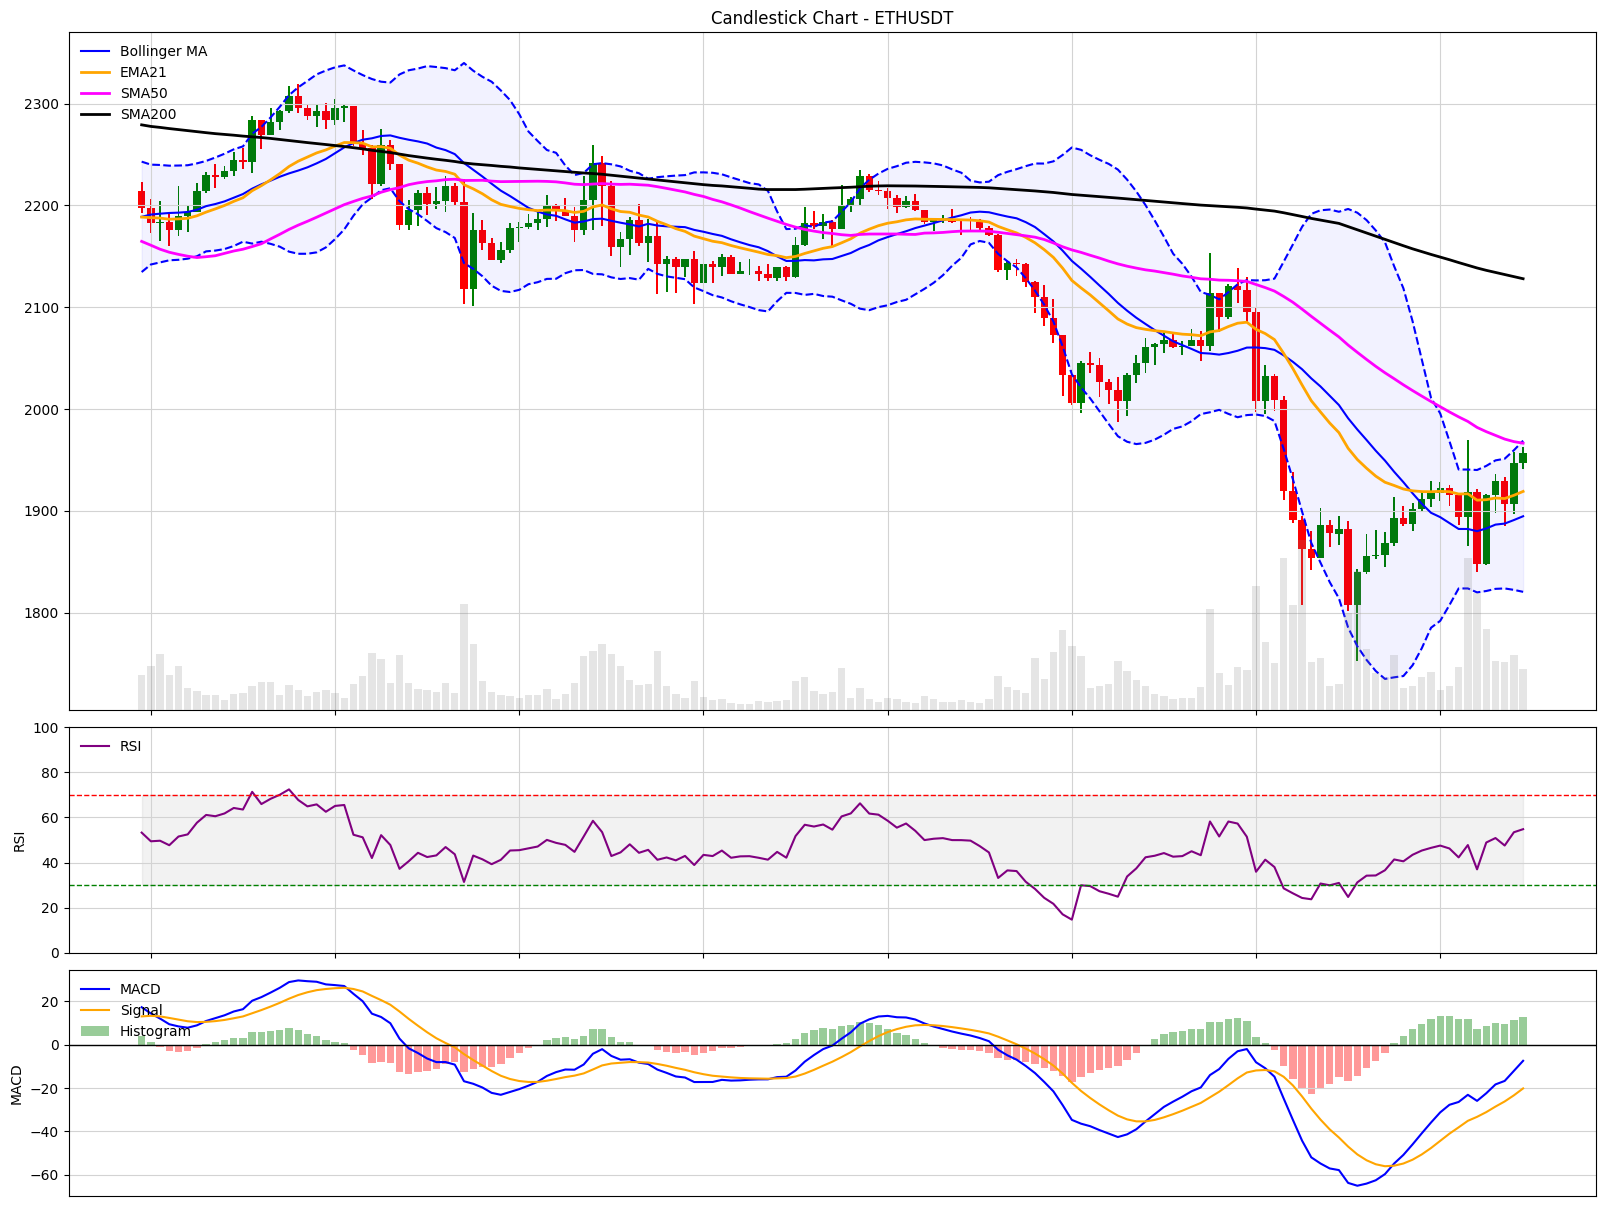 Candlestick Chart - ETHUSDT
Bollinger MA
EMA21
SMA50
SMA200
2300
2200
2100
2000
1900
1800
RSI
100
80
60
40
20
0
RSI
MACD
Signal
Histogram
20
0
−20
−40
−60
MACD